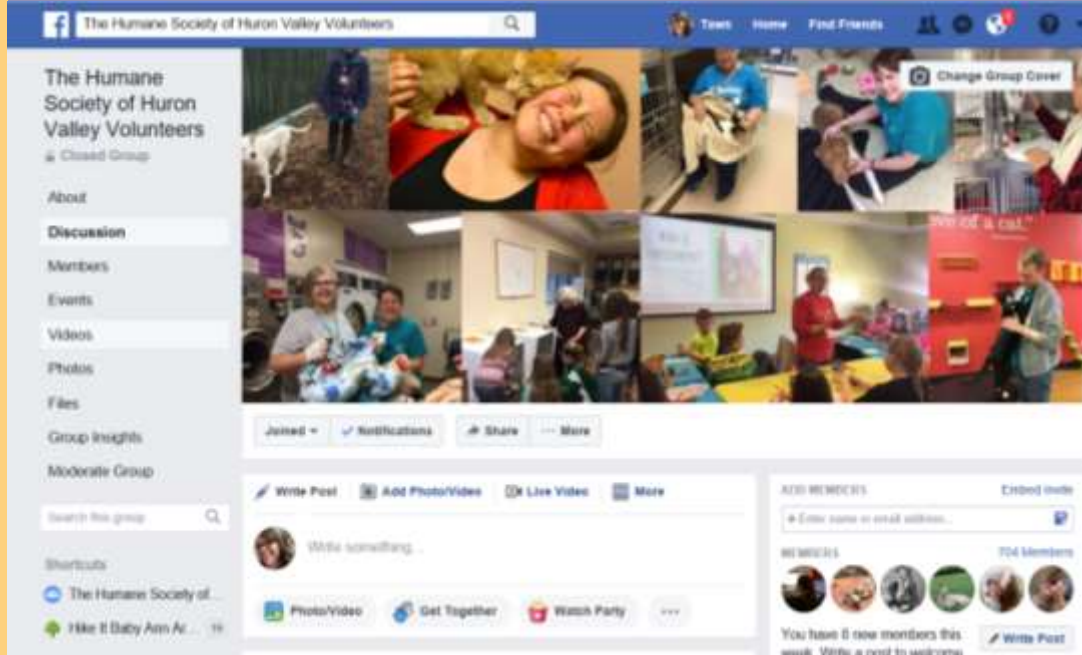 f The Humane Society of Huron Valley Volunteers
Town Home Find Friends
The Humane
Society of Huron
Valley Volunteers
Closed Group
About
Discussion
Members
Events
Videos
Photos
Files
Group Insights
Moderate Group
Search this group
Shortcuts
The Humane Society of...
Hike It Baby Ann Ar...
Change Group Cover
of a cat."
Joined Notifications Share ... More
Write Post Add Photo/Video Live Video More
Write something...
Photo/Video Get Together Watch Party ...
ADD MEMBERS Embed Invite
+ Enter name or email address...
MEMBERS 704 Members
You have 8 new members this
week. Write a post to welcome
Write Post